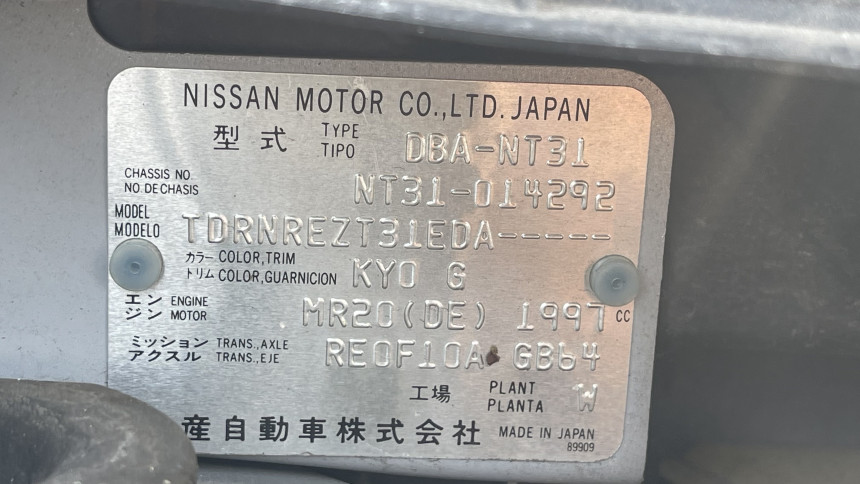 NISSAN MOTOR CO.,LTD. JAPAN
型式 TYPE TIPO DBA-NT31
CHASSIS NO NO DE CHASIS NT31-014292
MODEL MODELO TDRNREZT31EDA-----
カラー COLOR,TRIM
トリム COLOR,GUARNICION KY0 G
エンジン ENGINE MOTOR MR20(DE) 1997 CC
ミッション TRANS.,AXLE
アクスル TRANS.,EJE RE0F10A GB64
工場 PLANT PLANTA W
産自動車株式会社 MADE IN JAPAN
89909